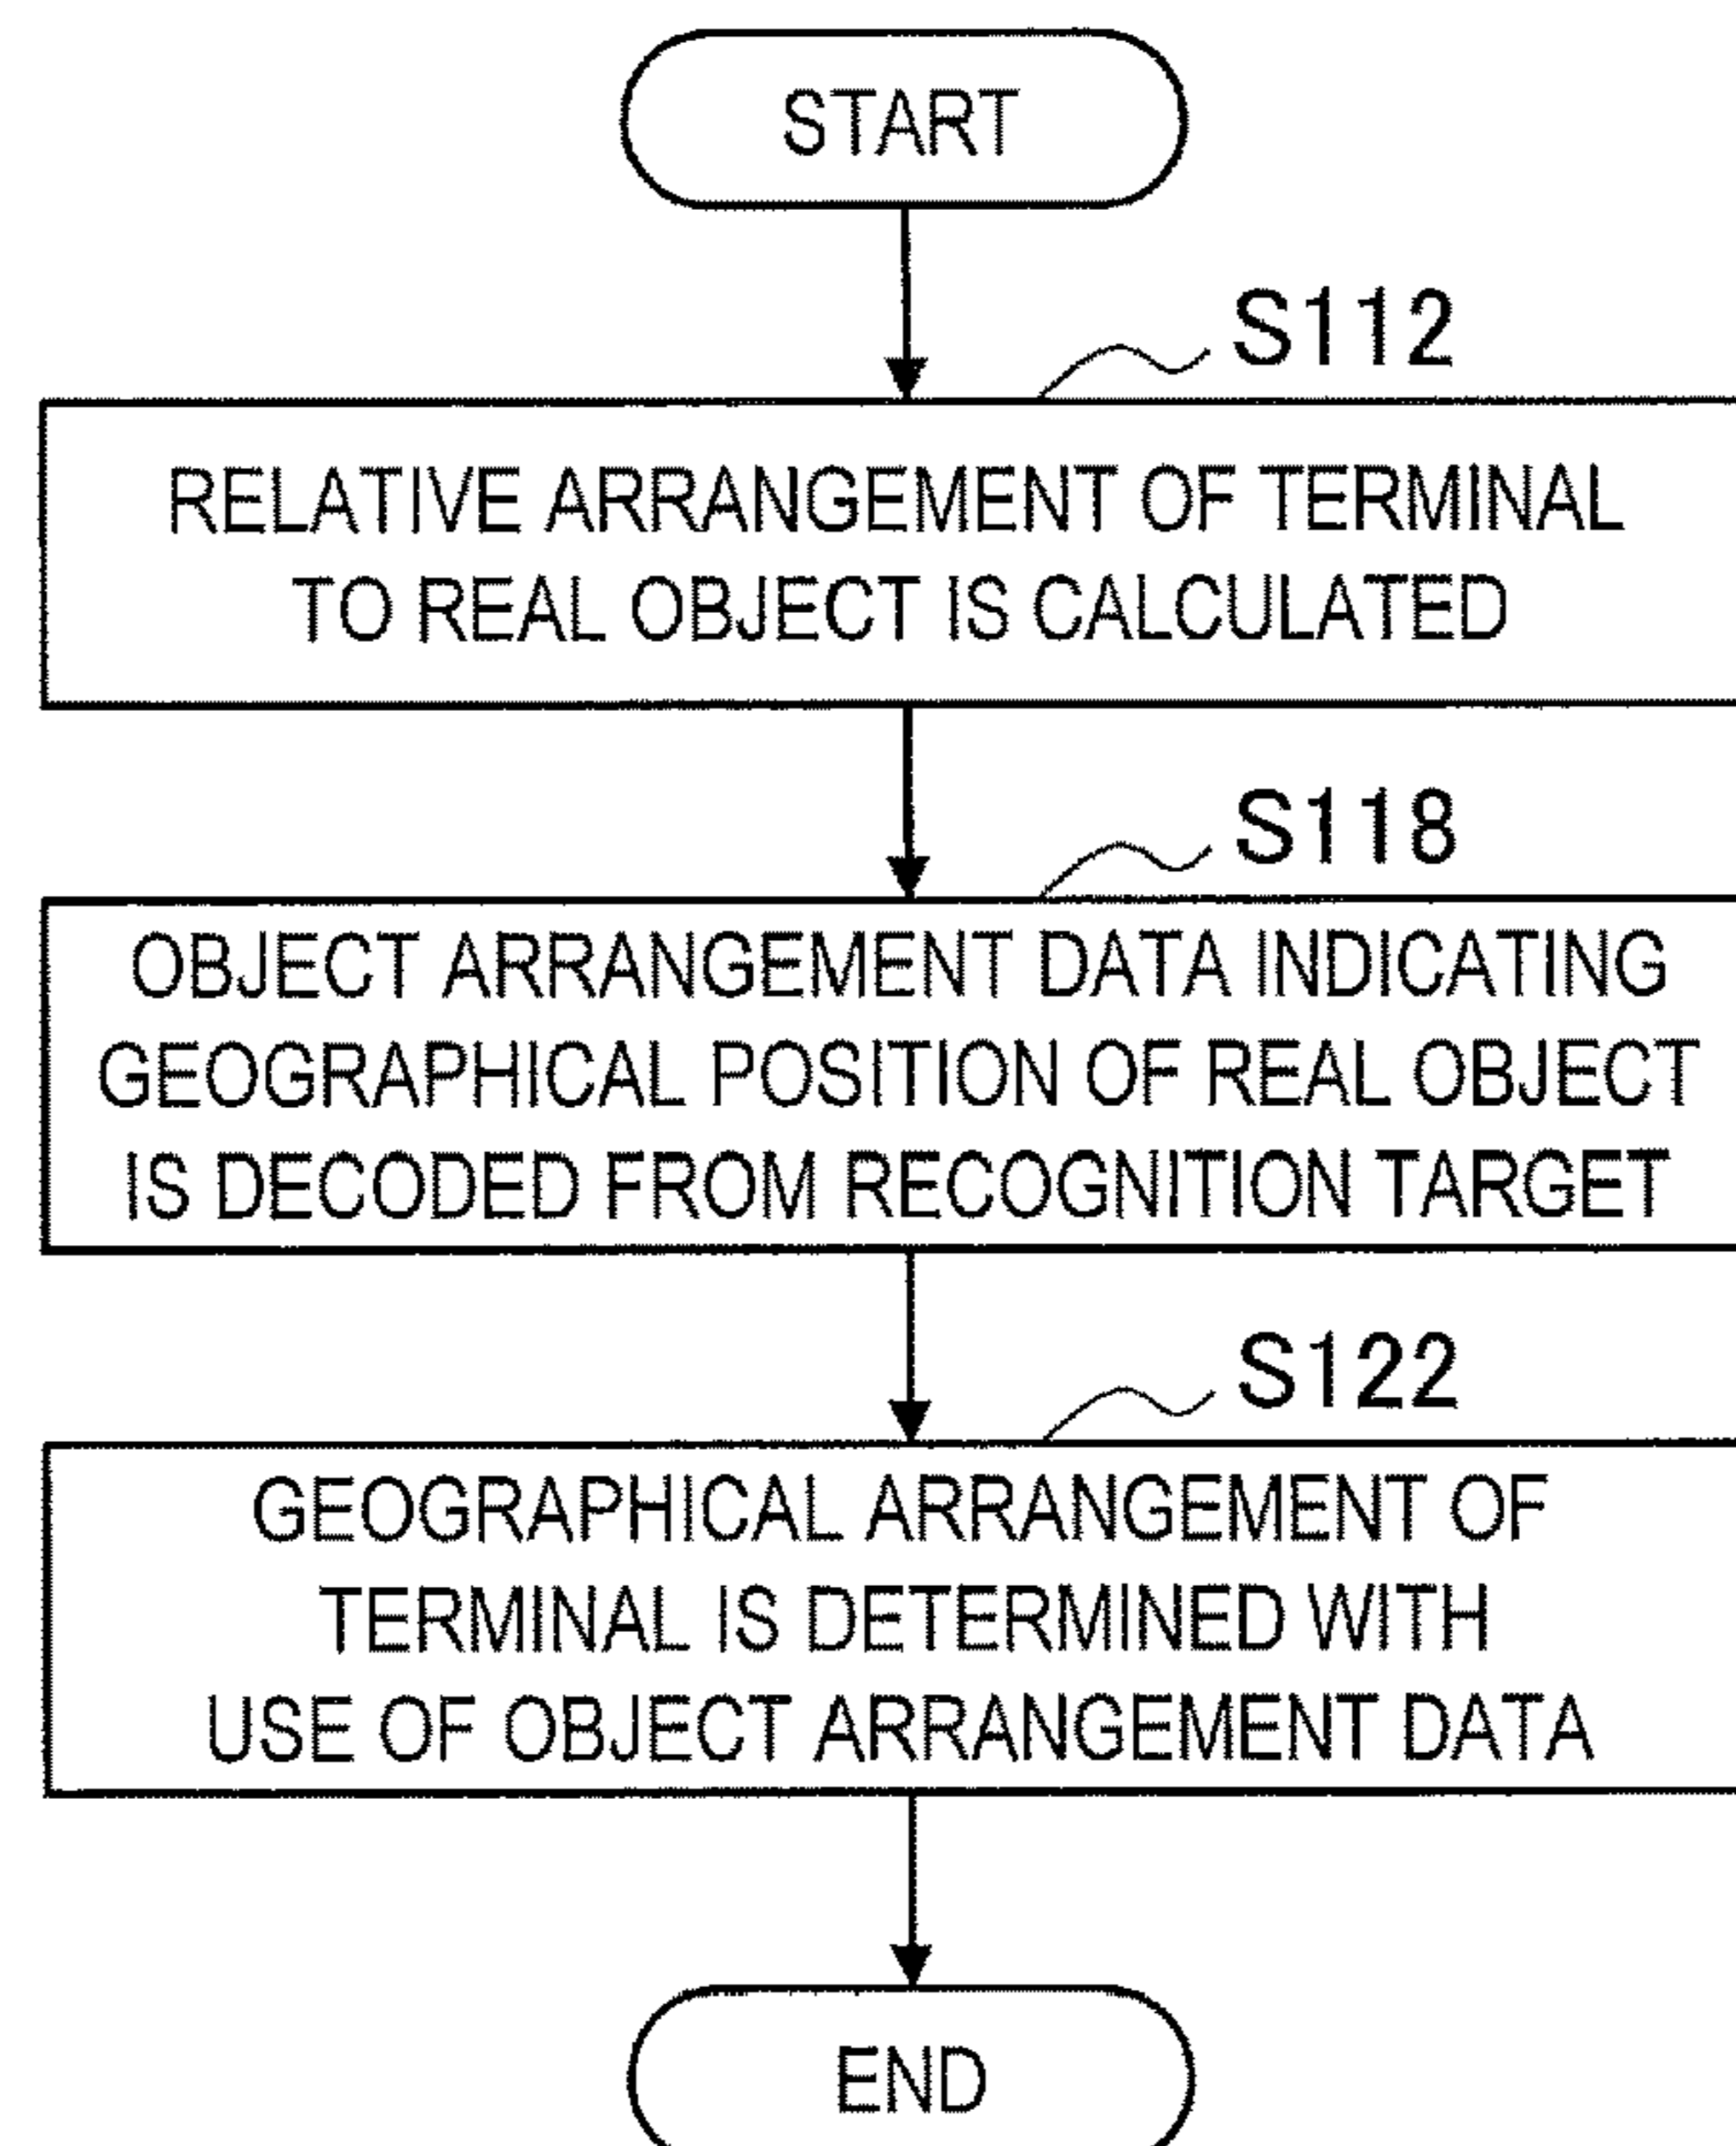 START
S112
RELATIVE ARRANGEMENT OF TERMINAL
TO REAL OBJECT IS CALCULATED
S118
OBJECT ARRANGEMENT DATA INDICATING
GEOGRAPHICAL POSITION OF REAL OBJECT
IS DECODED FROM RECOGNITION TARGET
S122
GEOGRAPHICAL ARRANGEMENT OF
TERMINAL IS DETERMINED WITH
USE OF OBJECT ARRANGEMENT DATA
END